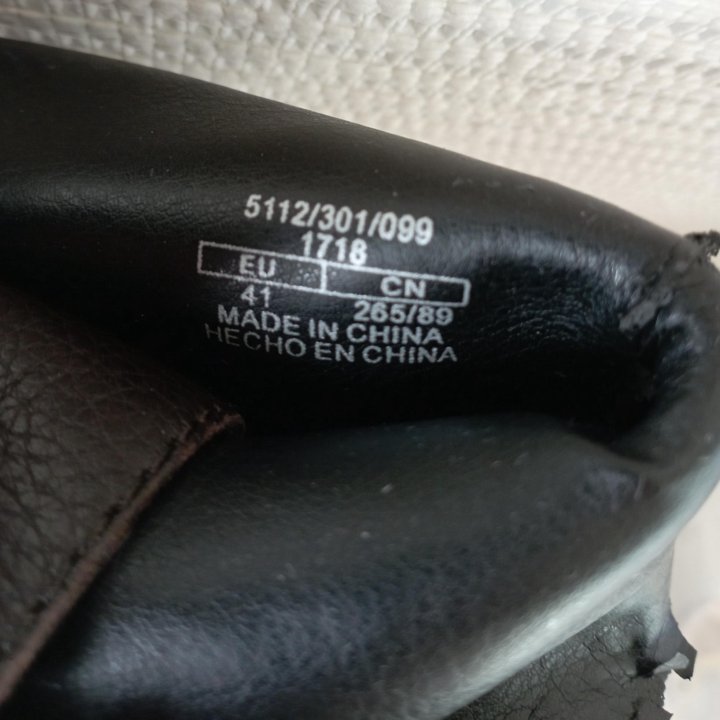 5112/301/099
1718
EU CN
41 265/89
MADE IN CHINA
HECHO EN CHINA